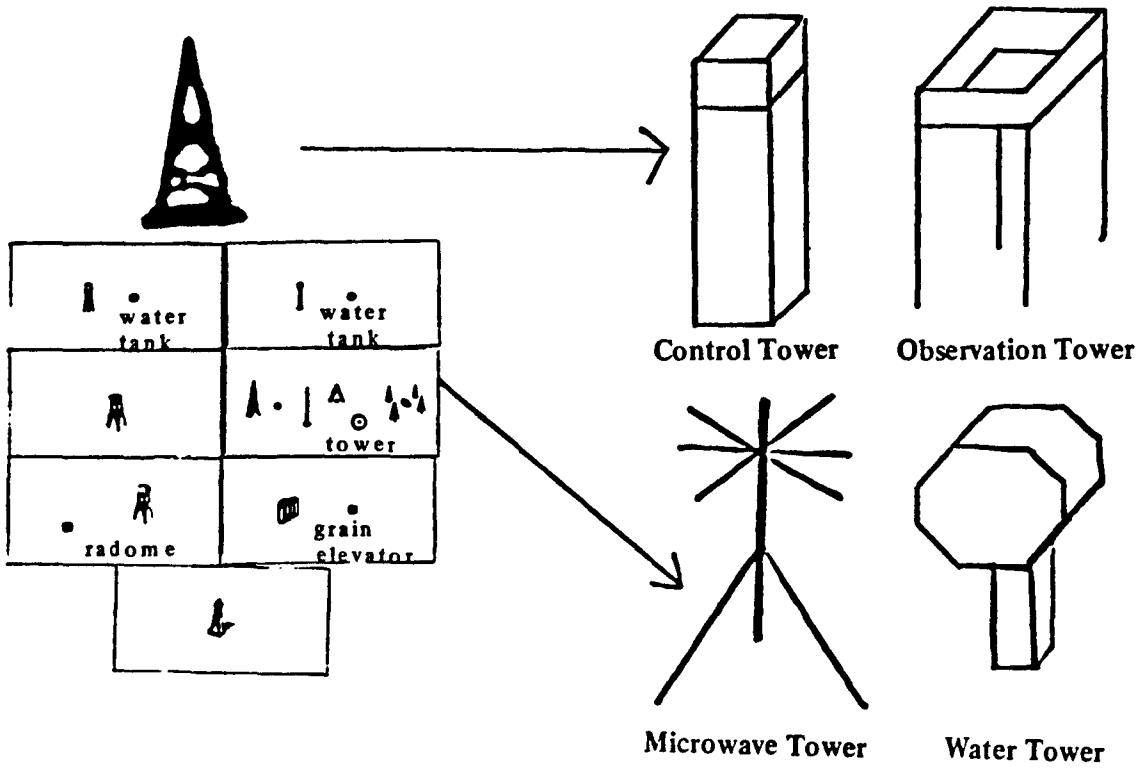 water
tank
water
tank
tower
radome
grain
elevator
Control Tower
Observation Tower
Microwave Tower
Water Tower